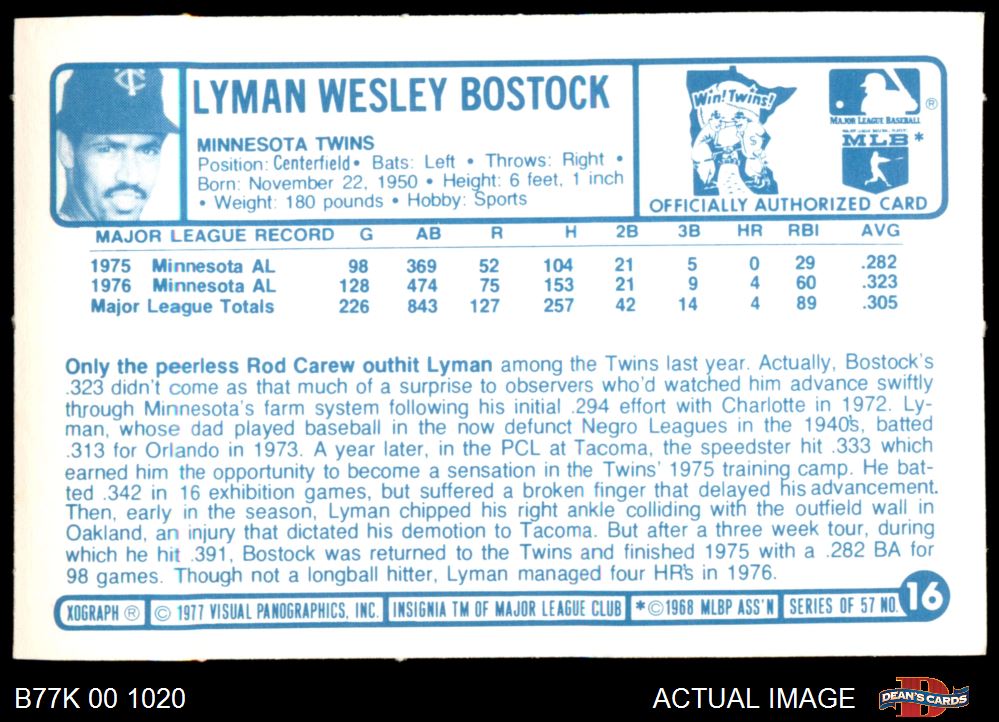 TC
LYMAN WESLEY BOSTOCK
MINNESOTA TWINS
Position: Centerfield • Bats: Left • Throws: Right •
Born: November 22, 1950 • Height: 6 feet, 1 inch
• Weight: 180 pounds • Hobby: Sports
Win! Twins!
®
MAJOR LEAGUE BASEBALL
MAJOR LEAGUE BASEBALL PLAYERS
MLB *
OFFICIALLY AUTHORIZED CARD
MAJOR LEAGUE RECORD G AB R H 2B 3B HR RBI AVG
1975 Minnesota AL 98 369 52 104 21 5 0 29 .282
1976 Minnesota AL 128 474 75 153 21 9 4 60 .323
Major League Totals 226 843 127 257 42 14 4 89 .305
Only the peerless Rod Carew outhit Lyman among the Twins last year. Actually, Bostock's
.323 didn't come as that much of a surprise to observers who'd watched him advance swiftly
through Minnesota's farm system following his initial .294 effort with Charlotte in 1972. Ly-
man, whose dad played baseball in the now defunct Negro Leagues in the 1940's, batted
.313 for Orlando in 1973. A year later, in the PCL at Tacoma, the speedster hit .333 which
earned him the opportunity to become a sensation in the Twins' 1975 training camp. He bat-
ted .342 in 16 exhibition games, but suffered a broken finger that delayed his advancement.
Then, early in the season, Lyman chipped his right ankle colliding with the outfield wall in
Oakland, an injury that dictated his demotion to Tacoma. But after a three week tour, during
which he hit .391, Bostock was returned to the Twins and finished 1975 with a .282 BA for
98 games. Though not a longball hitter, Lyman managed four HR's in 1976.
XOGRAPH ® © 1977 VISUAL PANOGRAPHICS, INC. INSIGNIA TM OF MAJOR LEAGUE CLUB *©1968 MLBP ASS'N SERIES OF 57 NO. 16
B77K 00 1020 ACTUAL IMAGE DEAN'S CARDS